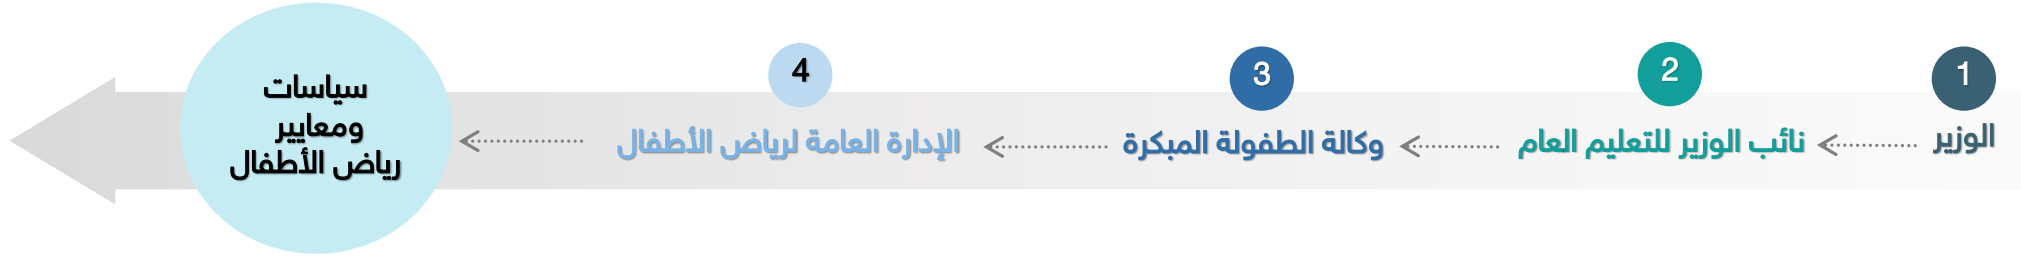 1
الوزير
2
نائب الوزير للتعليم العام
3
وكالة الطفولة المبكرة
4
الإدارة العامة لرياض الأطفال
سياسات
ومعايير
رياض الأطفال